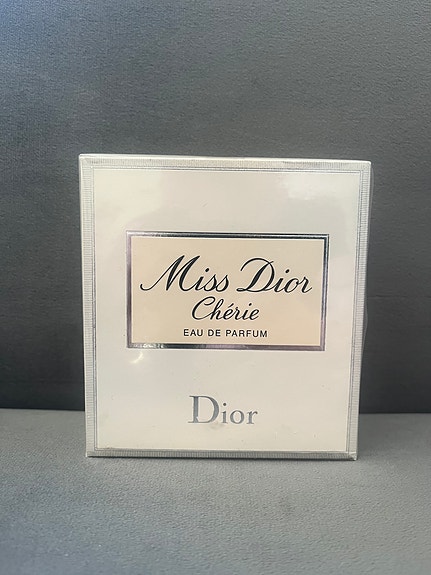 Miss Dior
Chérie
EAU DE PARFUM
Dior